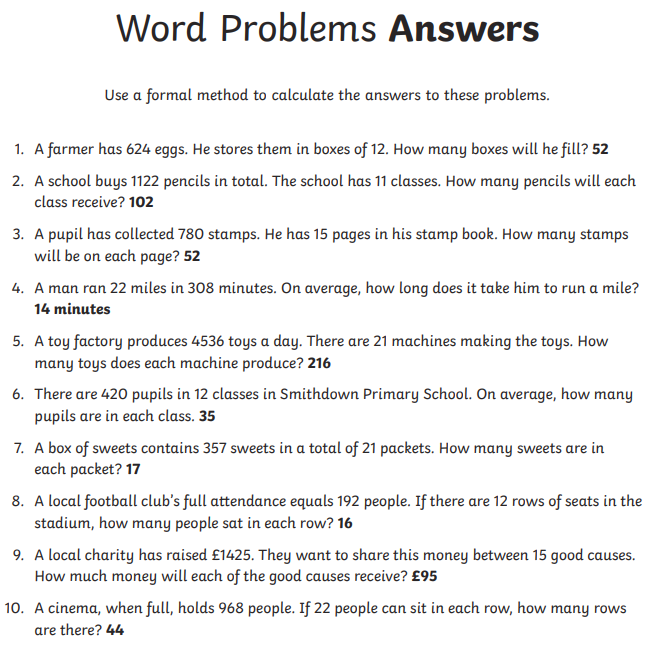 Word Problems Answers
Use a formal method to calculate the answers to these problems.
1. A farmer has 624 eggs. He stores them in boxes of 12. How many boxes will he fill? 52
2. A school buys 1122 pencils in total. The school has 11 classes. How many pencils will each
class receive? 102
3. A pupil has collected 780 stamps. He has 15 pages in his stamp book. How many stamps
will be on each page? 52
4. A man ran 22 miles in 308 minutes. On average, how long does it take him to run a mile?
14 minutes
5. A toy factory produces 4536 toys a day. There are 21 machines making the toys. How
many toys does each machine produce? 216
6. There are 420 pupils in 12 classes in Smithdown Primary School. On average, how many
pupils are in each class. 35
7. A box of sweets contains 357 sweets in a total of 21 packets. How many sweets are in
each packet? 17
8. A local football club's full attendance equals 192 people. If there are 12 rows of seats in the
stadium, how many people sat in each row? 16
9. A local charity has raised £1425. They want to share this money between 15 good causes.
How much money will each of the good causes receive? £95
10. A cinema, when full, holds 968 people. If 22 people can sit in each row, how many rows
are there? 44